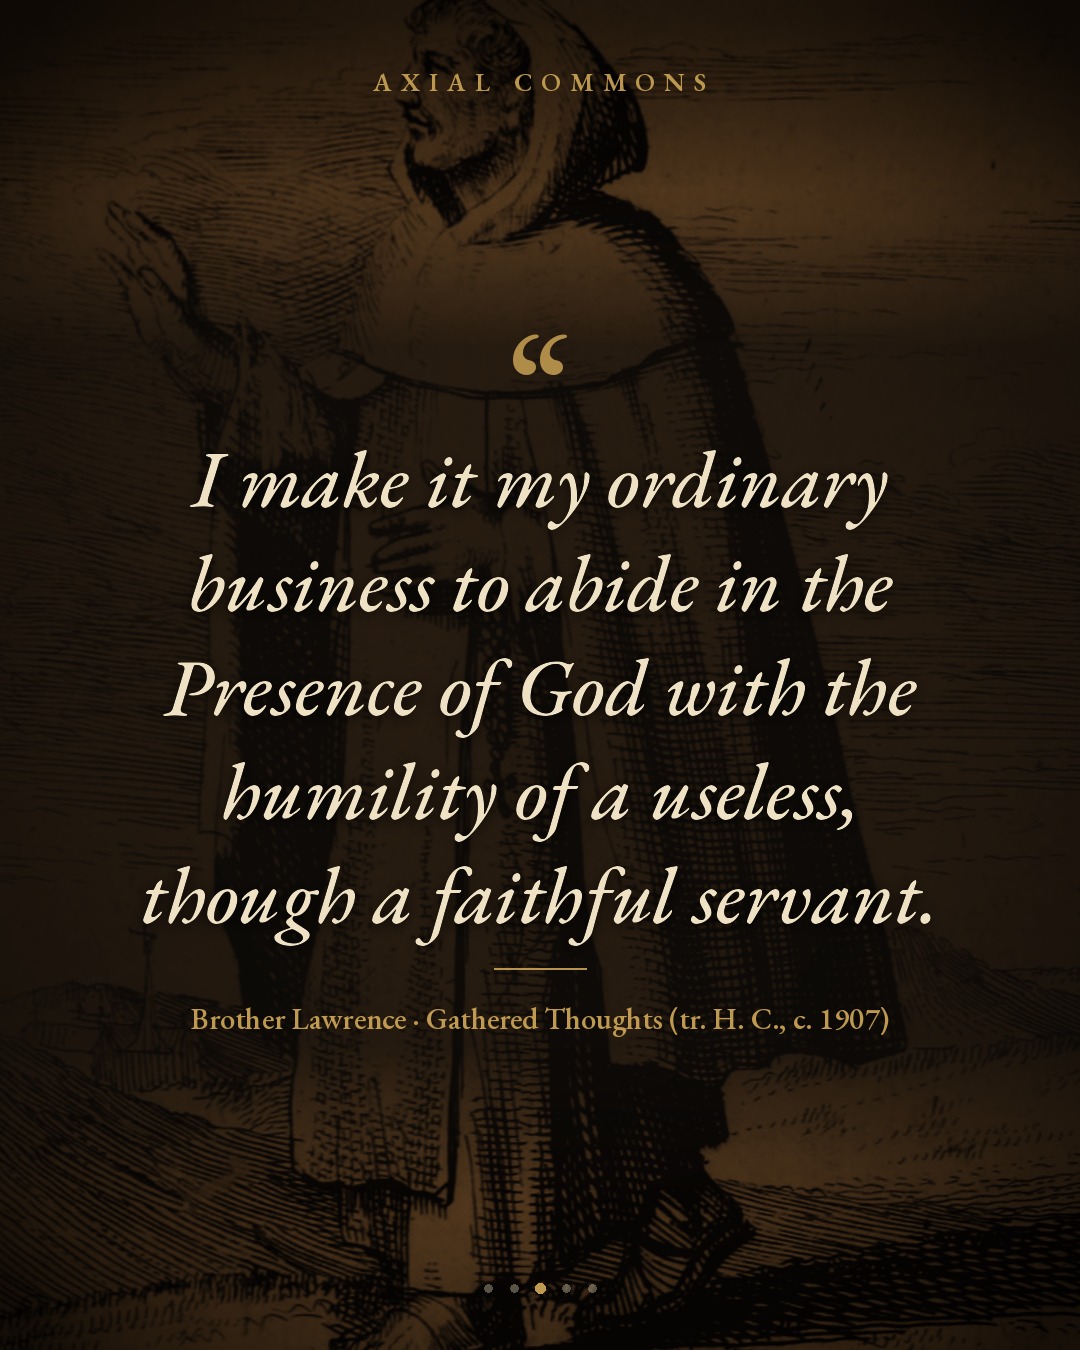 AXIAL COMMONS
“
I make it my ordinary
business to abide in the
Presence of God with the
humility of a useless,
though a faithful servant.
Brother Lawrence · Gathered Thoughts (tr. H. C., c. 1907)